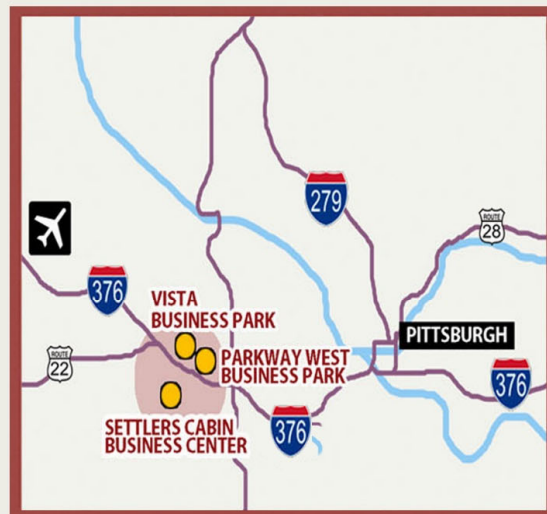 279
ROUTE
28
376
VISTA
BUSINESS PARK
PITTSBURGH
ROUTE
22
PARKWAY WEST
BUSINESS PARK
376
SETTLERS CABIN
BUSINESS CENTER
376